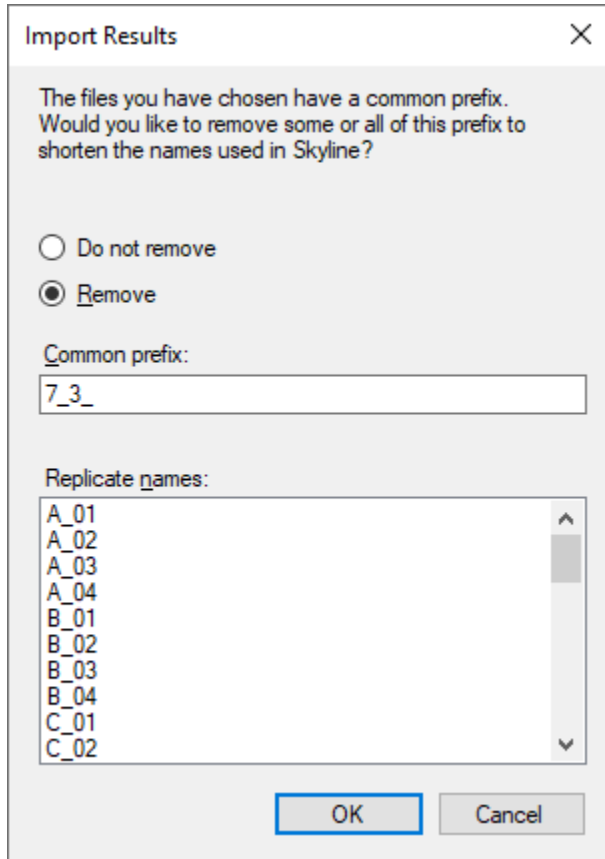 Import Results
The files you have chosen have a common prefix.
Would you like to remove some or all of this prefix to
shorten the names used in Skyline?
Do not remove
Remove
Common prefix:
7_3_
Replicate names:
A_01
A_02
A_03
A_04
B_01
B_02
B_03
B_04
C_01
C_02
OK
Cancel